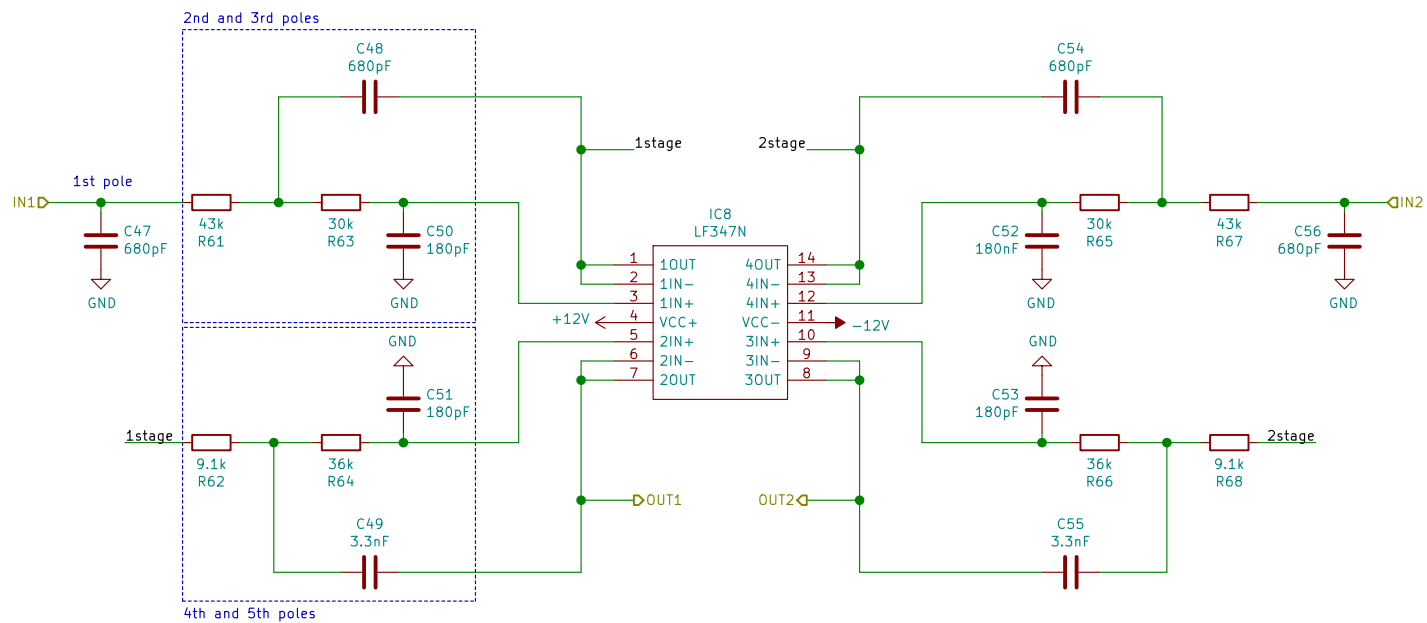 2nd and 3rd poles
C48
680pF
C54
680pF
1stage
2stage
1st pole
IN1
IN2
43k
R61
30k
R63
C47
680pF
C50
180pF
GND
GND
IC8
LF347N
C52
180nF
30k
R65
43k
R67
C56
680pF
GND
GND
1 1OUT 4OUT 14
2 1IN- 4IN- 13
3 1IN+ 4IN+ 12
+12V 4 VCC+ VCC- 11 -12V
5 2IN+ 3IN+ 10
6 2IN- 3IN- 9
7 2OUT 3OUT 8
GND
GND
C51
180pF
C53
180pF
1stage
2stage
9.1k
R62
36k
R64
36k
R66
9.1k
R68
OUT1
OUT2
C49
3.3nF
C55
3.3nF
4th and 5th poles